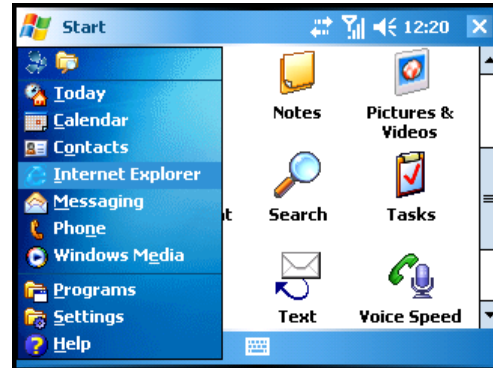 Start
12:20
Today
Calendar
Contacts
Internet Explorer
Messaging
Phone
Windows Media
Programs
Settings
Help
Notes
Pictures &
Videos
t
Search
Tasks
Text
Voice Speed